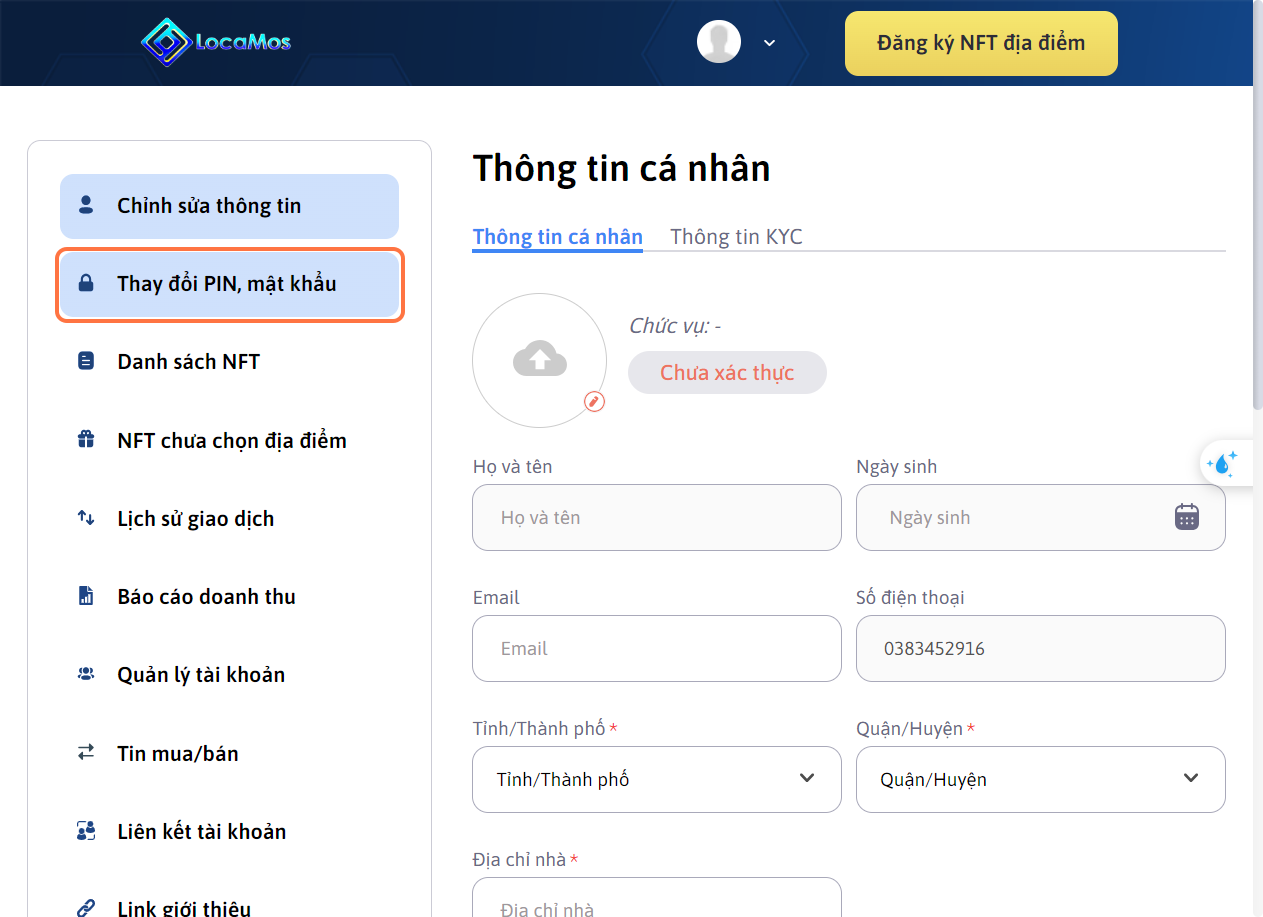 LocaMos
Đăng ký NFT địa điểm
Chỉnh sửa thông tin
Thay đổi PIN, mật khẩu
Danh sách NFT
NFT chưa chọn địa điểm
Lịch sử giao dịch
Báo cáo doanh thu
Quản lý tài khoản
Tin mua/bán
Liên kết tài khoản
Link giới thiệu
Thông tin cá nhân
Thông tin cá nhân Thông tin KYC
Chức vụ: -
Chưa xác thực
Họ và tên Ngày sinh
Họ và tên Ngày sinh
Email Số điện thoại
Email 0383452916
Tỉnh/Thành phố * Quận/Huyện *
Tỉnh/Thành phố Quận/Huyện
Địa chỉ nhà *
Địa chỉ nhà